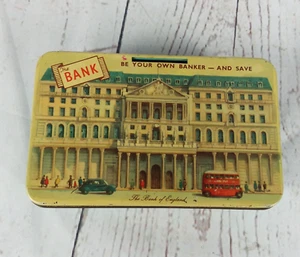 The
BANK
BE YOUR OWN BANKER — AND SAVE
The Bank of England